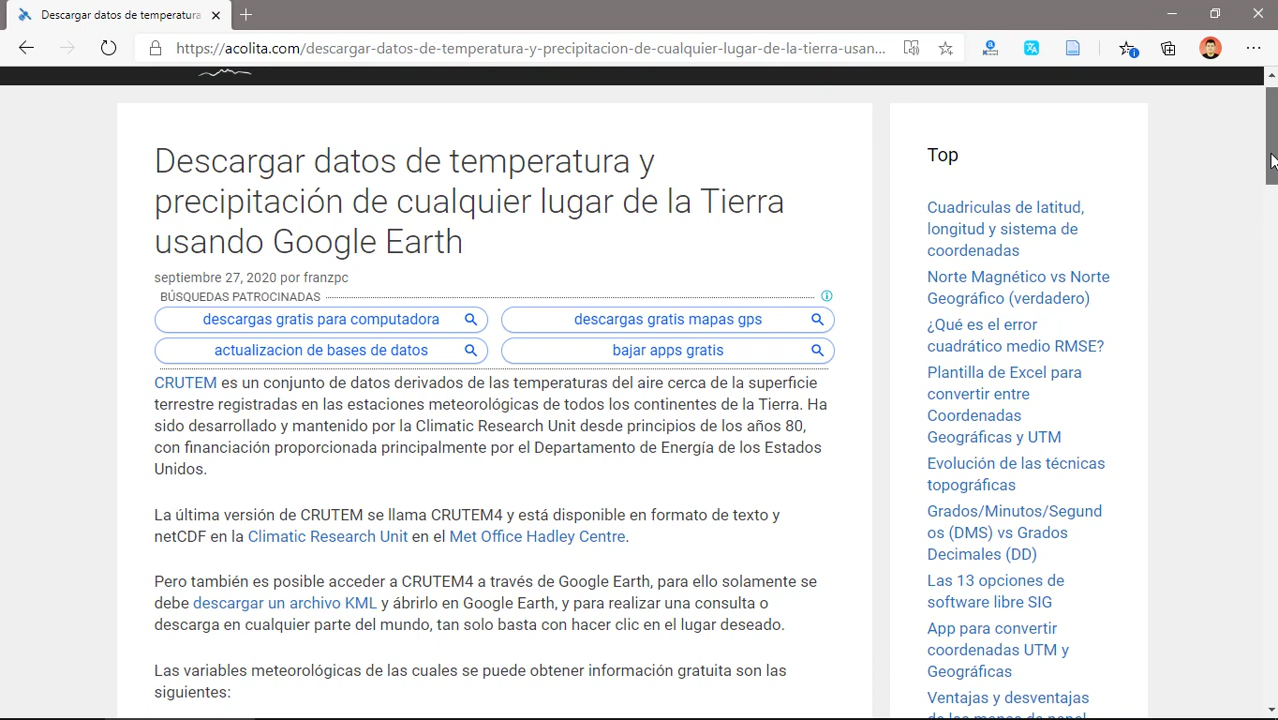 Descargar datos de temperatura
https://acolita.com/descargar-datos-de-temperatura-y-precipitacion-de-cualquier-lugar-de-la-tierra-usan...
Descargar datos de temperatura y
precipitación de cualquier lugar de la Tierra
usando Google Earth
septiembre 27, 2020 por franzpc
BÚSQUEDAS PATROCINADAS
descargas gratis para computadora
descargas gratis mapas gps
actualizacion de bases de datos
bajar apps gratis
CRUTEM es un conjunto de datos derivados de las temperaturas del aire cerca de la superficie
terrestre registradas en las estaciones meteorológicas de todos los continentes de la Tierra. Ha
sido desarrollado y mantenido por la Climatic Research Unit desde principios de los años 80,
con financiación proporcionada principalmente por el Departamento de Energía de los Estados
Unidos.
La última versión de CRUTEM se llama CRUTEM4 y está disponible en formato de texto y
netCDF en la Climatic Research Unit en el Met Office Hadley Centre.
Pero también es posible acceder a CRUTEM4 a través de Google Earth, para ello solamente se
debe descargar un archivo KML y ábrirlo en Google Earth, y para realizar una consulta o
descarga en cualquier parte del mundo, tan solo basta con hacer clic en el lugar deseado.
Las variables meteorológicas de las cuales se puede obtener información gratuita son las
siguientes:
Top
Cuadriculas de latitud,
longitud y sistema de
coordenadas
Norte Magnético vs Norte
Geográfico (verdadero)
¿Qué es el error
cuadrático medio RMSE?
Plantilla de Excel para
convertir entre
Coordenadas
Geográficas y UTM
Evolución de las técnicas
topográficas
Grados/Minutos/Segund
os (DMS) vs Grados
Decimales (DD)
Las 13 opciones de
software libre SIG
App para convertir
coordenadas UTM y
Geográficas
Ventajas y desventajas
de los mapas de papel